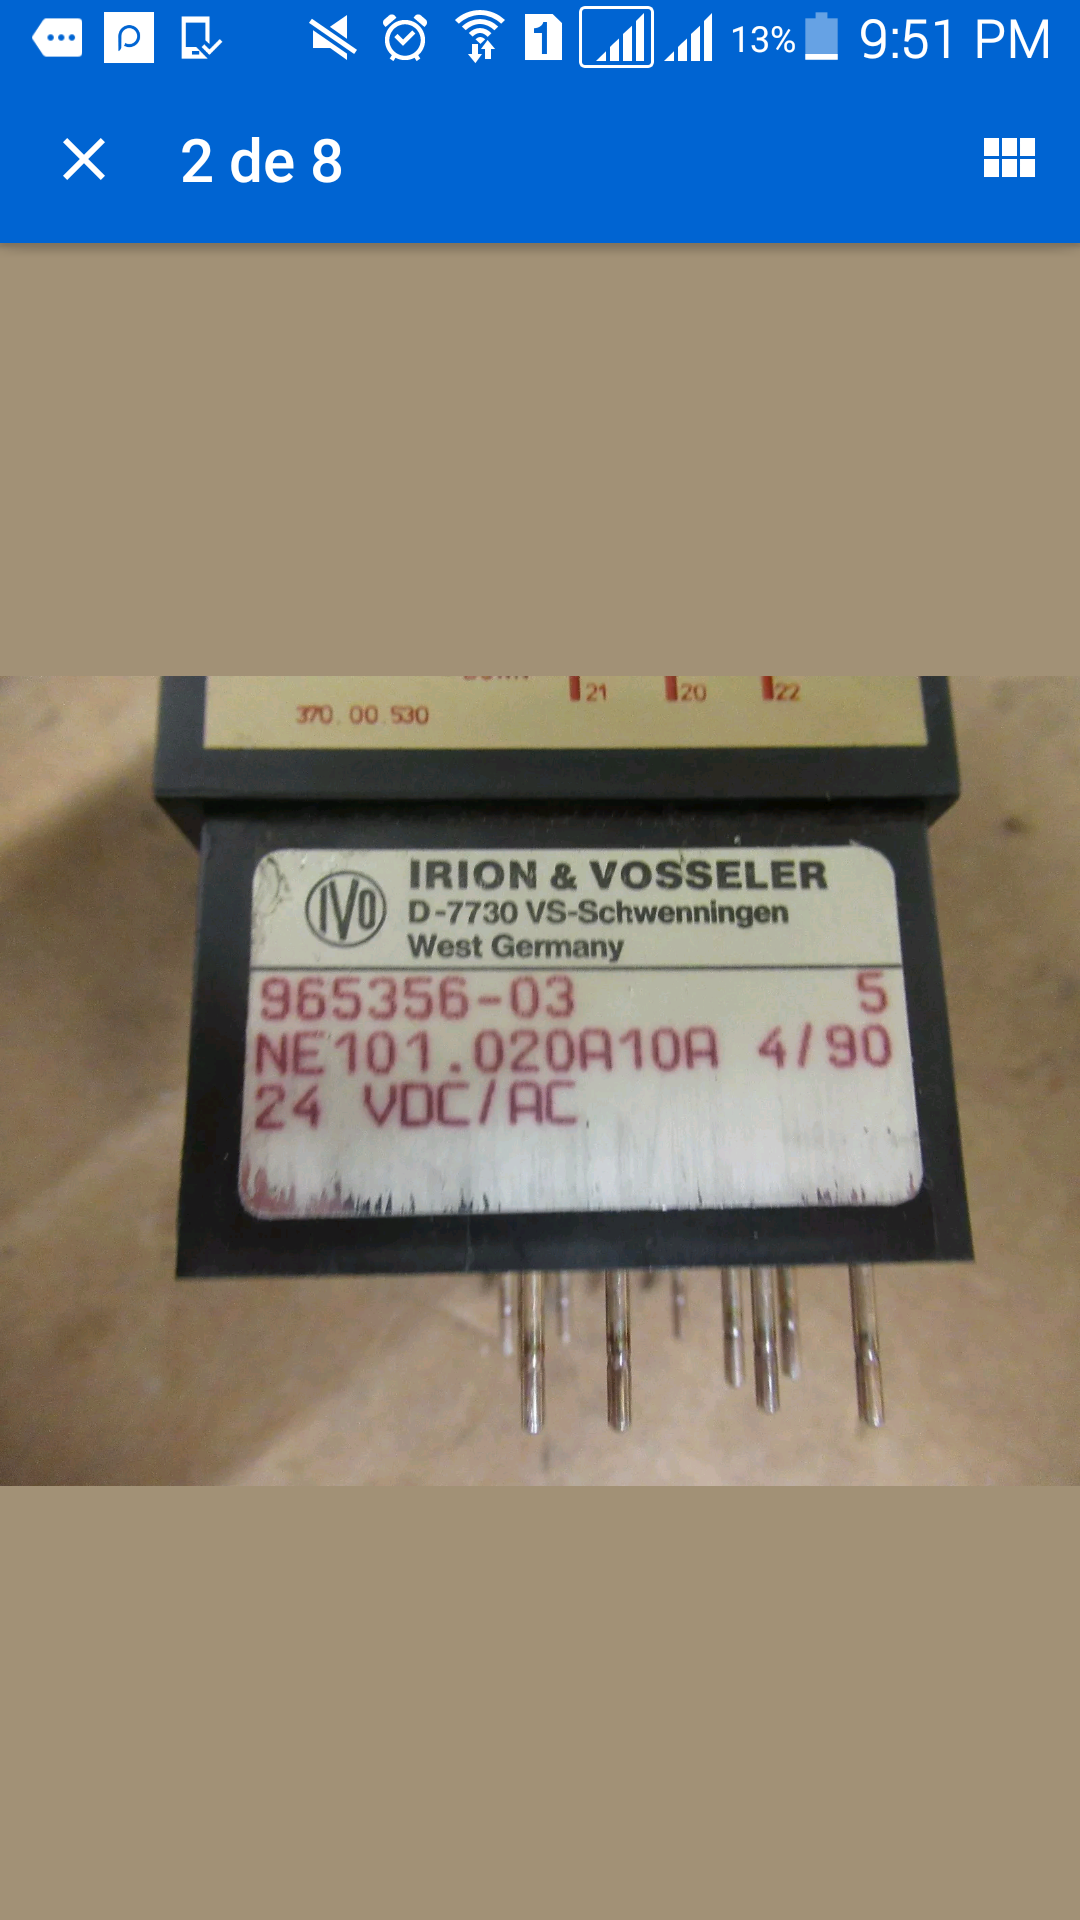 13% 9:51 PM
2 de 8
21 20 22
370.00.530
IVO
IRION & VOSSELER
D-7730 VS-Schwenningen
West Germany
965356-03 5
NE101.020A10A 4/90
24 VDC/AC